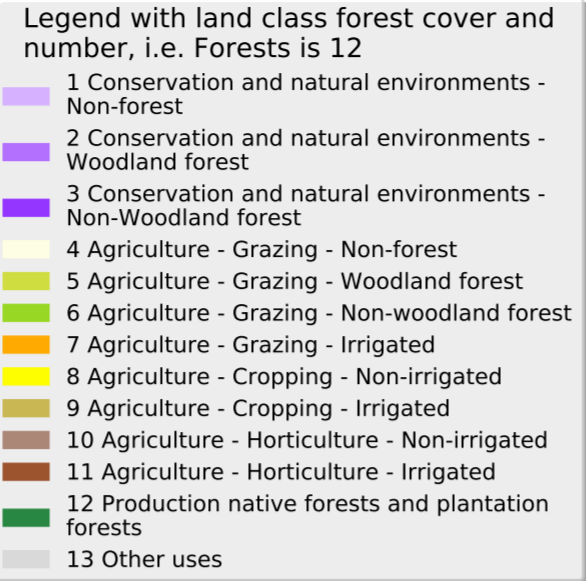 Legend with land class forest cover and
number, i.e. Forests is 12
1 Conservation and natural environments -
Non-forest
2 Conservation and natural environments -
Woodland forest
3 Conservation and natural environments -
Non-Woodland forest
4 Agriculture - Grazing - Non-forest
5 Agriculture - Grazing - Woodland forest
6 Agriculture - Grazing - Non-woodland forest
7 Agriculture - Grazing - Irrigated
8 Agriculture - Cropping - Non-irrigated
9 Agriculture - Cropping - Irrigated
10 Agriculture - Horticulture - Non-irrigated
11 Agriculture - Horticulture - Irrigated
12 Production native forests and plantation
forests
13 Other uses